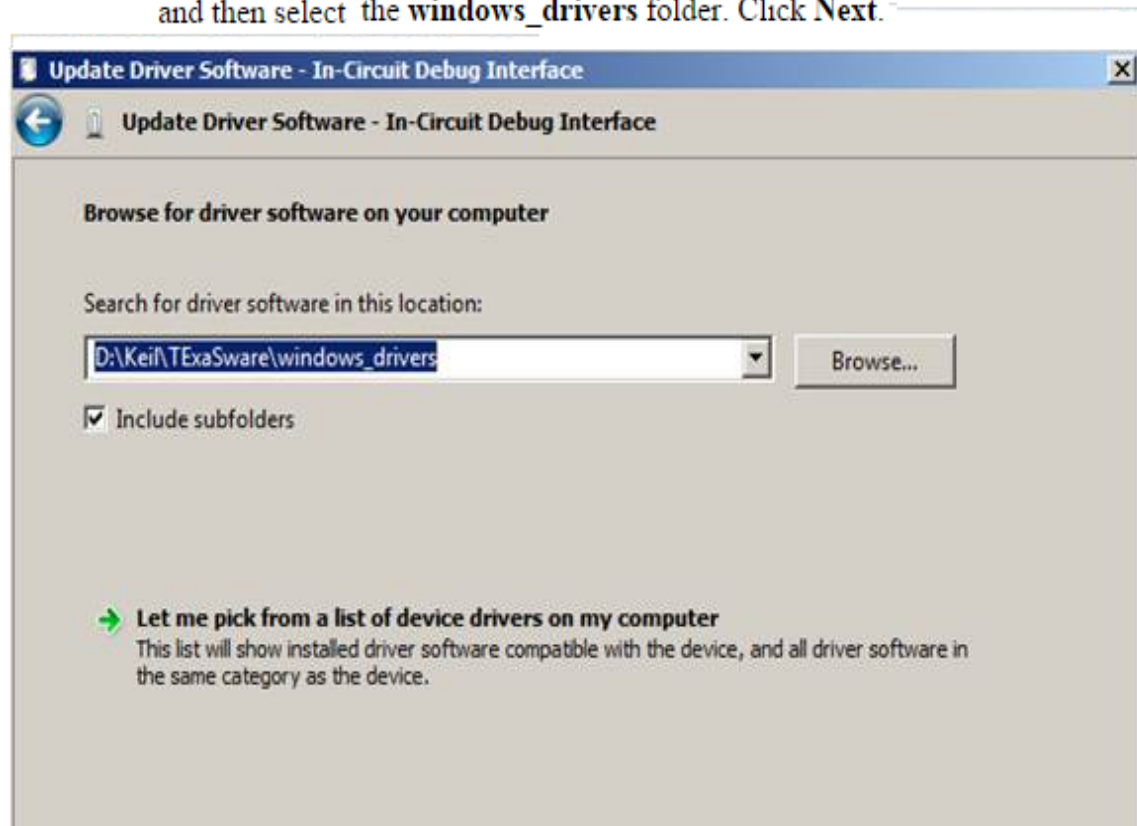 and then select the windows_drivers folder. Click Next.
Update Driver Software - In-Circuit Debug Interface
Update Driver Software - In-Circuit Debug Interface
Browse for driver software on your computer
Search for driver software in this location:
D:\Keil\TExaSware\windows_drivers
Browse...
Include subfolders
Let me pick from a list of device drivers on my computer
This list will show installed driver software compatible with the device, and all driver software in
the same category as the device.